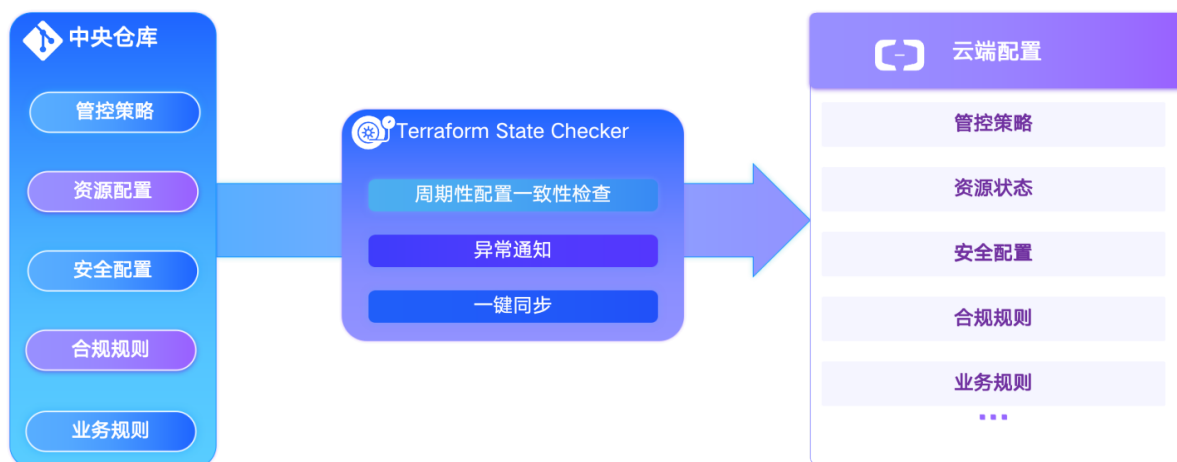 中央仓库
管控策略
资源配置
安全配置
合规规则
业务规则
Terraform State Checker
周期性配置一致性检查
异常通知
一键同步
云端配置
管控策略
资源状态
安全配置
合规规则
业务规则
...